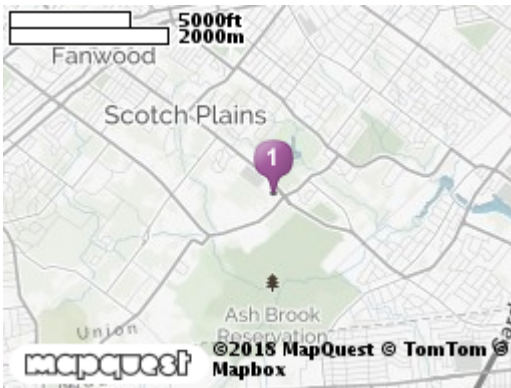 5000ft
2000m
Fanwood
Scotch Plains
1
Ash Brook
Reservation
Union
©2018 MapQuest © TomTom ©
Mapbox
mapquest